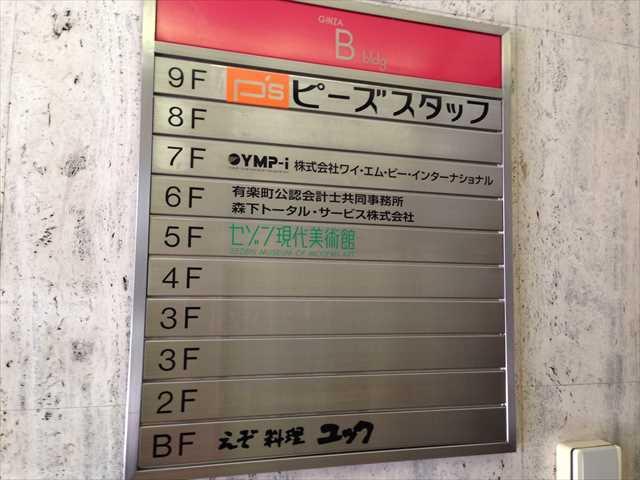 GINZA
B bldg
9F P's ピーズスタッフ
8F
7F YMP-i 株式会社ワイ・エム・ピー・インターナショナル
6F 有楽町公認会計士共同事務所
森下トータル・サービス株式会社
5F セゾン現代美術館
SEZON MUSEUM OF MODERN ART
4F
3F
3F
2F
BF えぞ料理 ユック